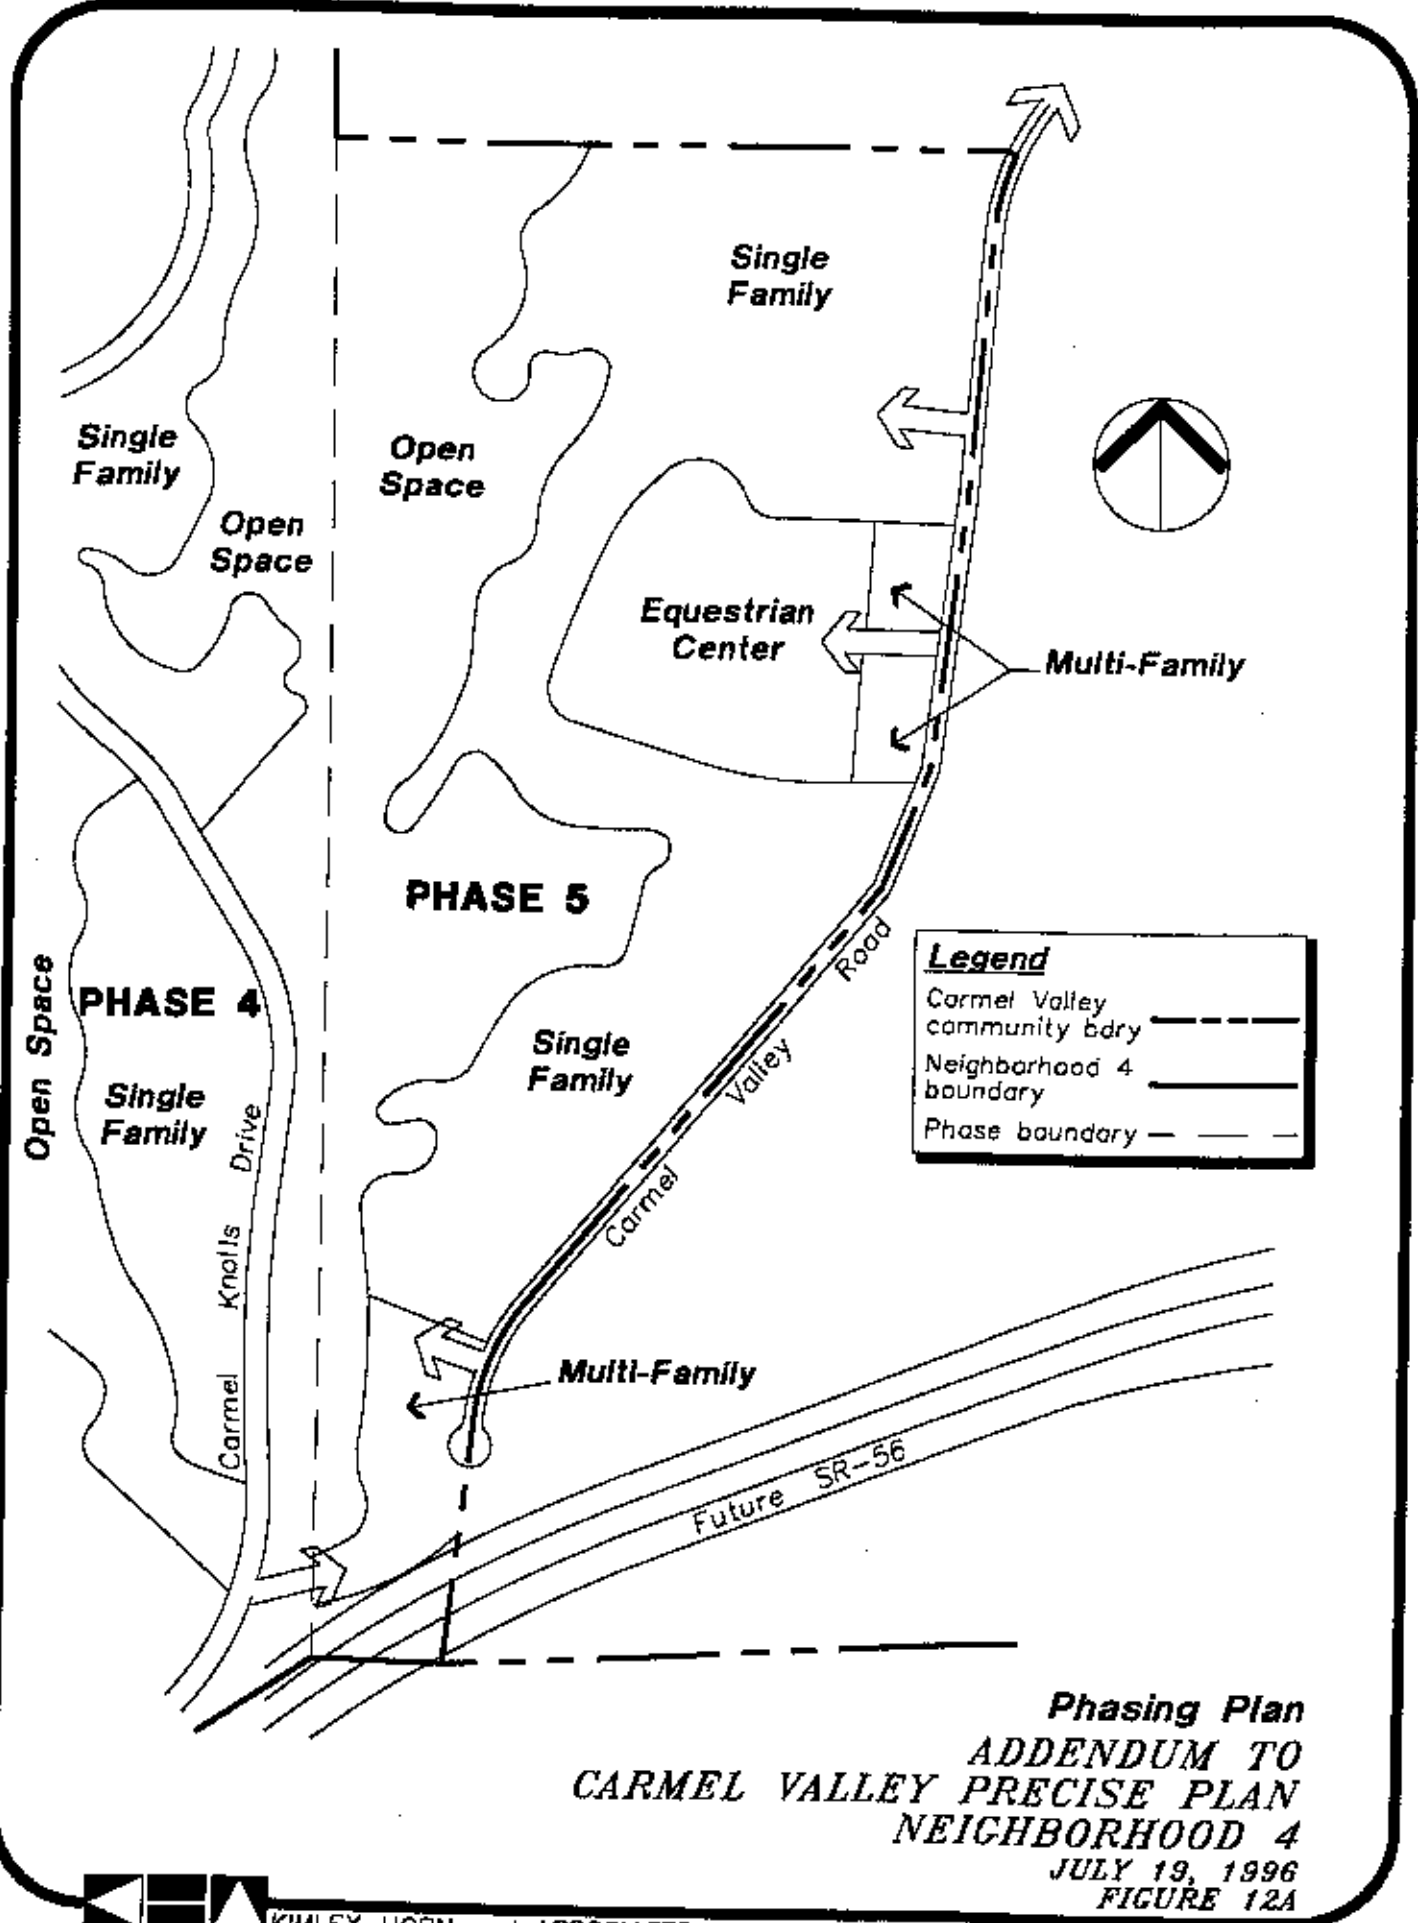 Single
Family
Single
Family
Open
Space
Open
Space
Equestrian
Center
Multi-Family
PHASE 5
Road
Legend
Carmel Valley
community bdry
Neighborhood 4
boundary
Phase boundary
Open Space
PHASE 4
Single
Family
Single
Family
Valley
Carmel
Carmel Knolls Drive
Multi-Family
Future SR-56
Phasing Plan
ADDENDUM TO
CARMEL VALLEY PRECISE PLAN
NEIGHBORHOOD 4
JULY 19, 1996
FIGURE 12A